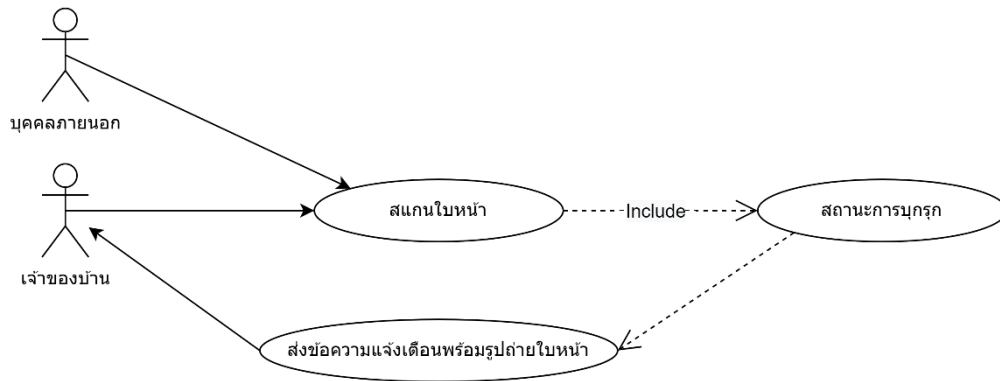 บุคคลภายนอก
สแกนใบหน้า
Include
สถานะการบุกรุก
เจ้าของบ้าน
ส่งข้อความแจ้งเตือนพร้อมรูปถ่ายใบหน้า